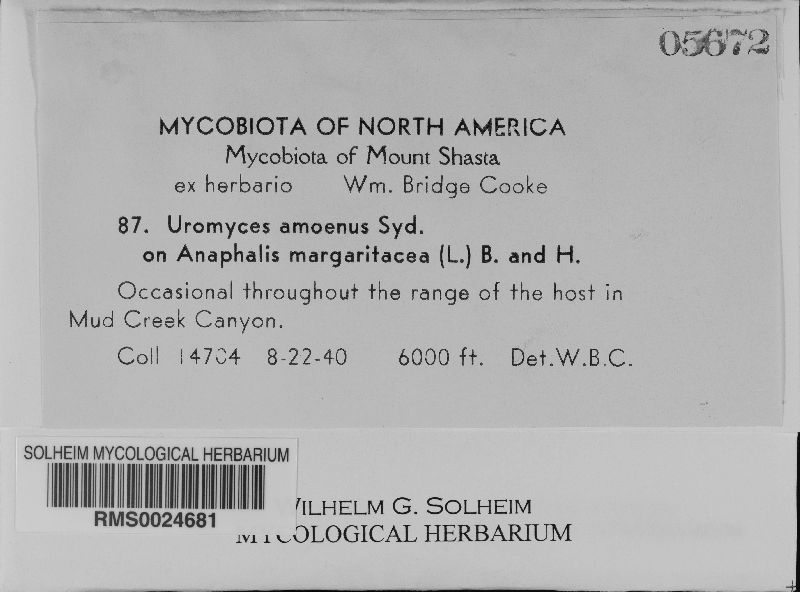 05672
MYCOBIOTA OF NORTH AMERICA
Mycobiota of Mount Shasta
ex herbario Wm. Bridge Cooke
87. Uromyces amoenus Syd.
on Anaphalis margaritacea (L.) B. and H.
Occasional throughout the range of the host in
Mud Creek Canyon.
Coll 14704 8-22-40 6000 ft. Det.W.B.C.
SOLHEIM MYCOLOGICAL HERBARIUM
RMS0024681
WILHELM G. SOLHEIM
MYCOLOGICAL HERBARIUM